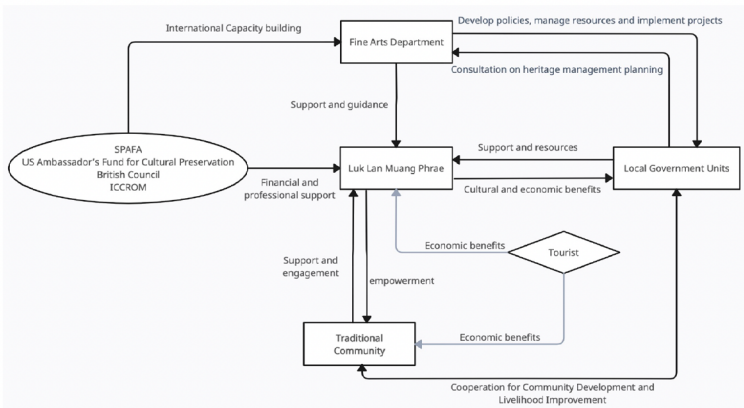 International Capacity building
Develop policies, manage resources and implement projects
Fine Arts Department
Consultation on heritage management planning
Support and guidance
SPAFA
US Ambassador's Fund for Cultural Preservation
British Council
ICCROM
Financial and
professional support
Luk Lan Muang Phrae
Support and resources
Cultural and economic benefits
Local Government Units
Economic benefits
Tourist
Support and
engagement
empowerment
Economic benefits
Traditional
Community
Cooperation for Community Development and
Livelihood Improvement